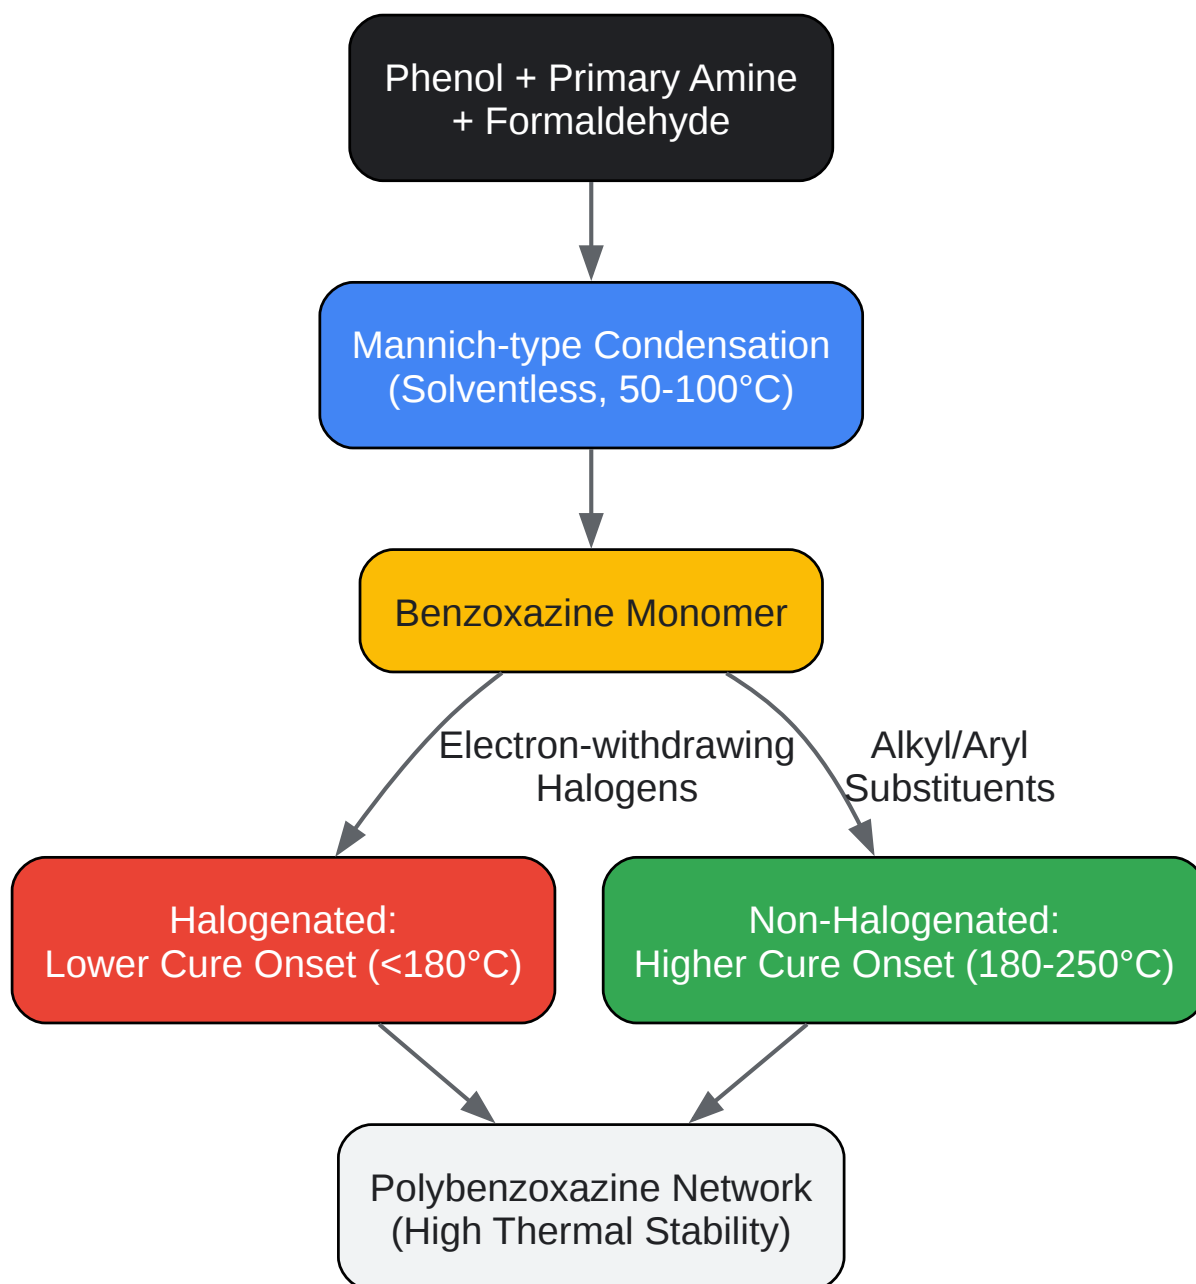 Phenol + Primary Amine
+ Formaldehyde
Mannich-type Condensation
(Solventless, 50-100°C)
Benzoxazine Monomer
Electron-withdrawing
Halogens
Alkyl/Aryl
Substituents
Halogenated:
Lower Cure Onset (<180°C)
Non-Halogenated:
Higher Cure Onset (180-250°C)
Polybenzoxazine Network
(High Thermal Stability)